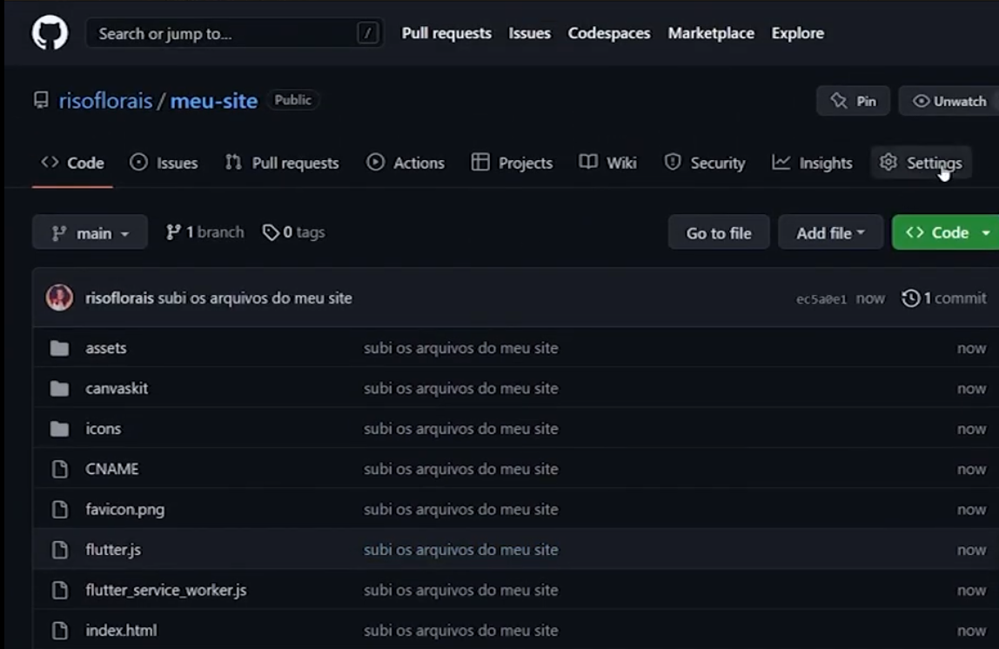 Search or jump to... / Pull requests Issues Codespaces Marketplace Explore
risoflorais / meu-site Public Pin Unwatch
Code Issues Pull requests Actions Projects Wiki Security Insights Settings
main 1 branch 0 tags Go to file Add file Code
risoflorais subi os arquivos do meu site ec5a0e1 now 1 commit
assets subi os arquivos do meu site now
canvaskit subi os arquivos do meu site now
icons subi os arquivos do meu site now
CNAME subi os arquivos do meu site now
favicon.png subi os arquivos do meu site now
flutter.js subi os arquivos do meu site now
flutter_service_worker.js subi os arquivos do meu site now
index.html subi os arquivos do meu site now